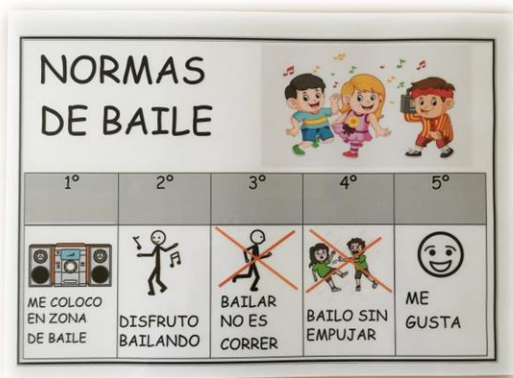 NORMAS
DE BAILE
1º
2º
3º
4º
5º
ME COLOCO
EN ZONA
DE BAILE
DISFRUTO
BAILANDO
BAILAR
NO ES
CORRER
BAILO SIN
EMPUJAR
ME
GUSTA